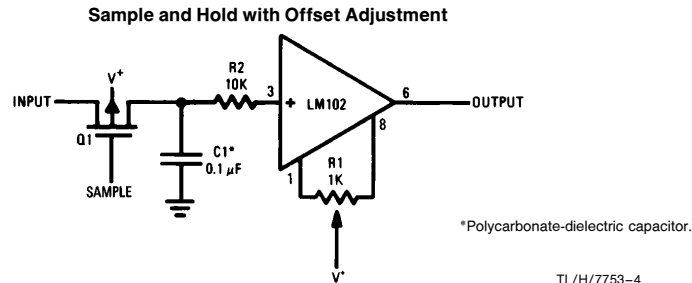 Sample and Hold with Offset Adjustment
V+
INPUT
Q1
SAMPLE
C1*
0.1 μF
R2
10K
3
+
LM102
6
OUTPUT
8
1
R1
1K
V+
*Polycarbonate-dielectric capacitor.
TL/H/7753–4